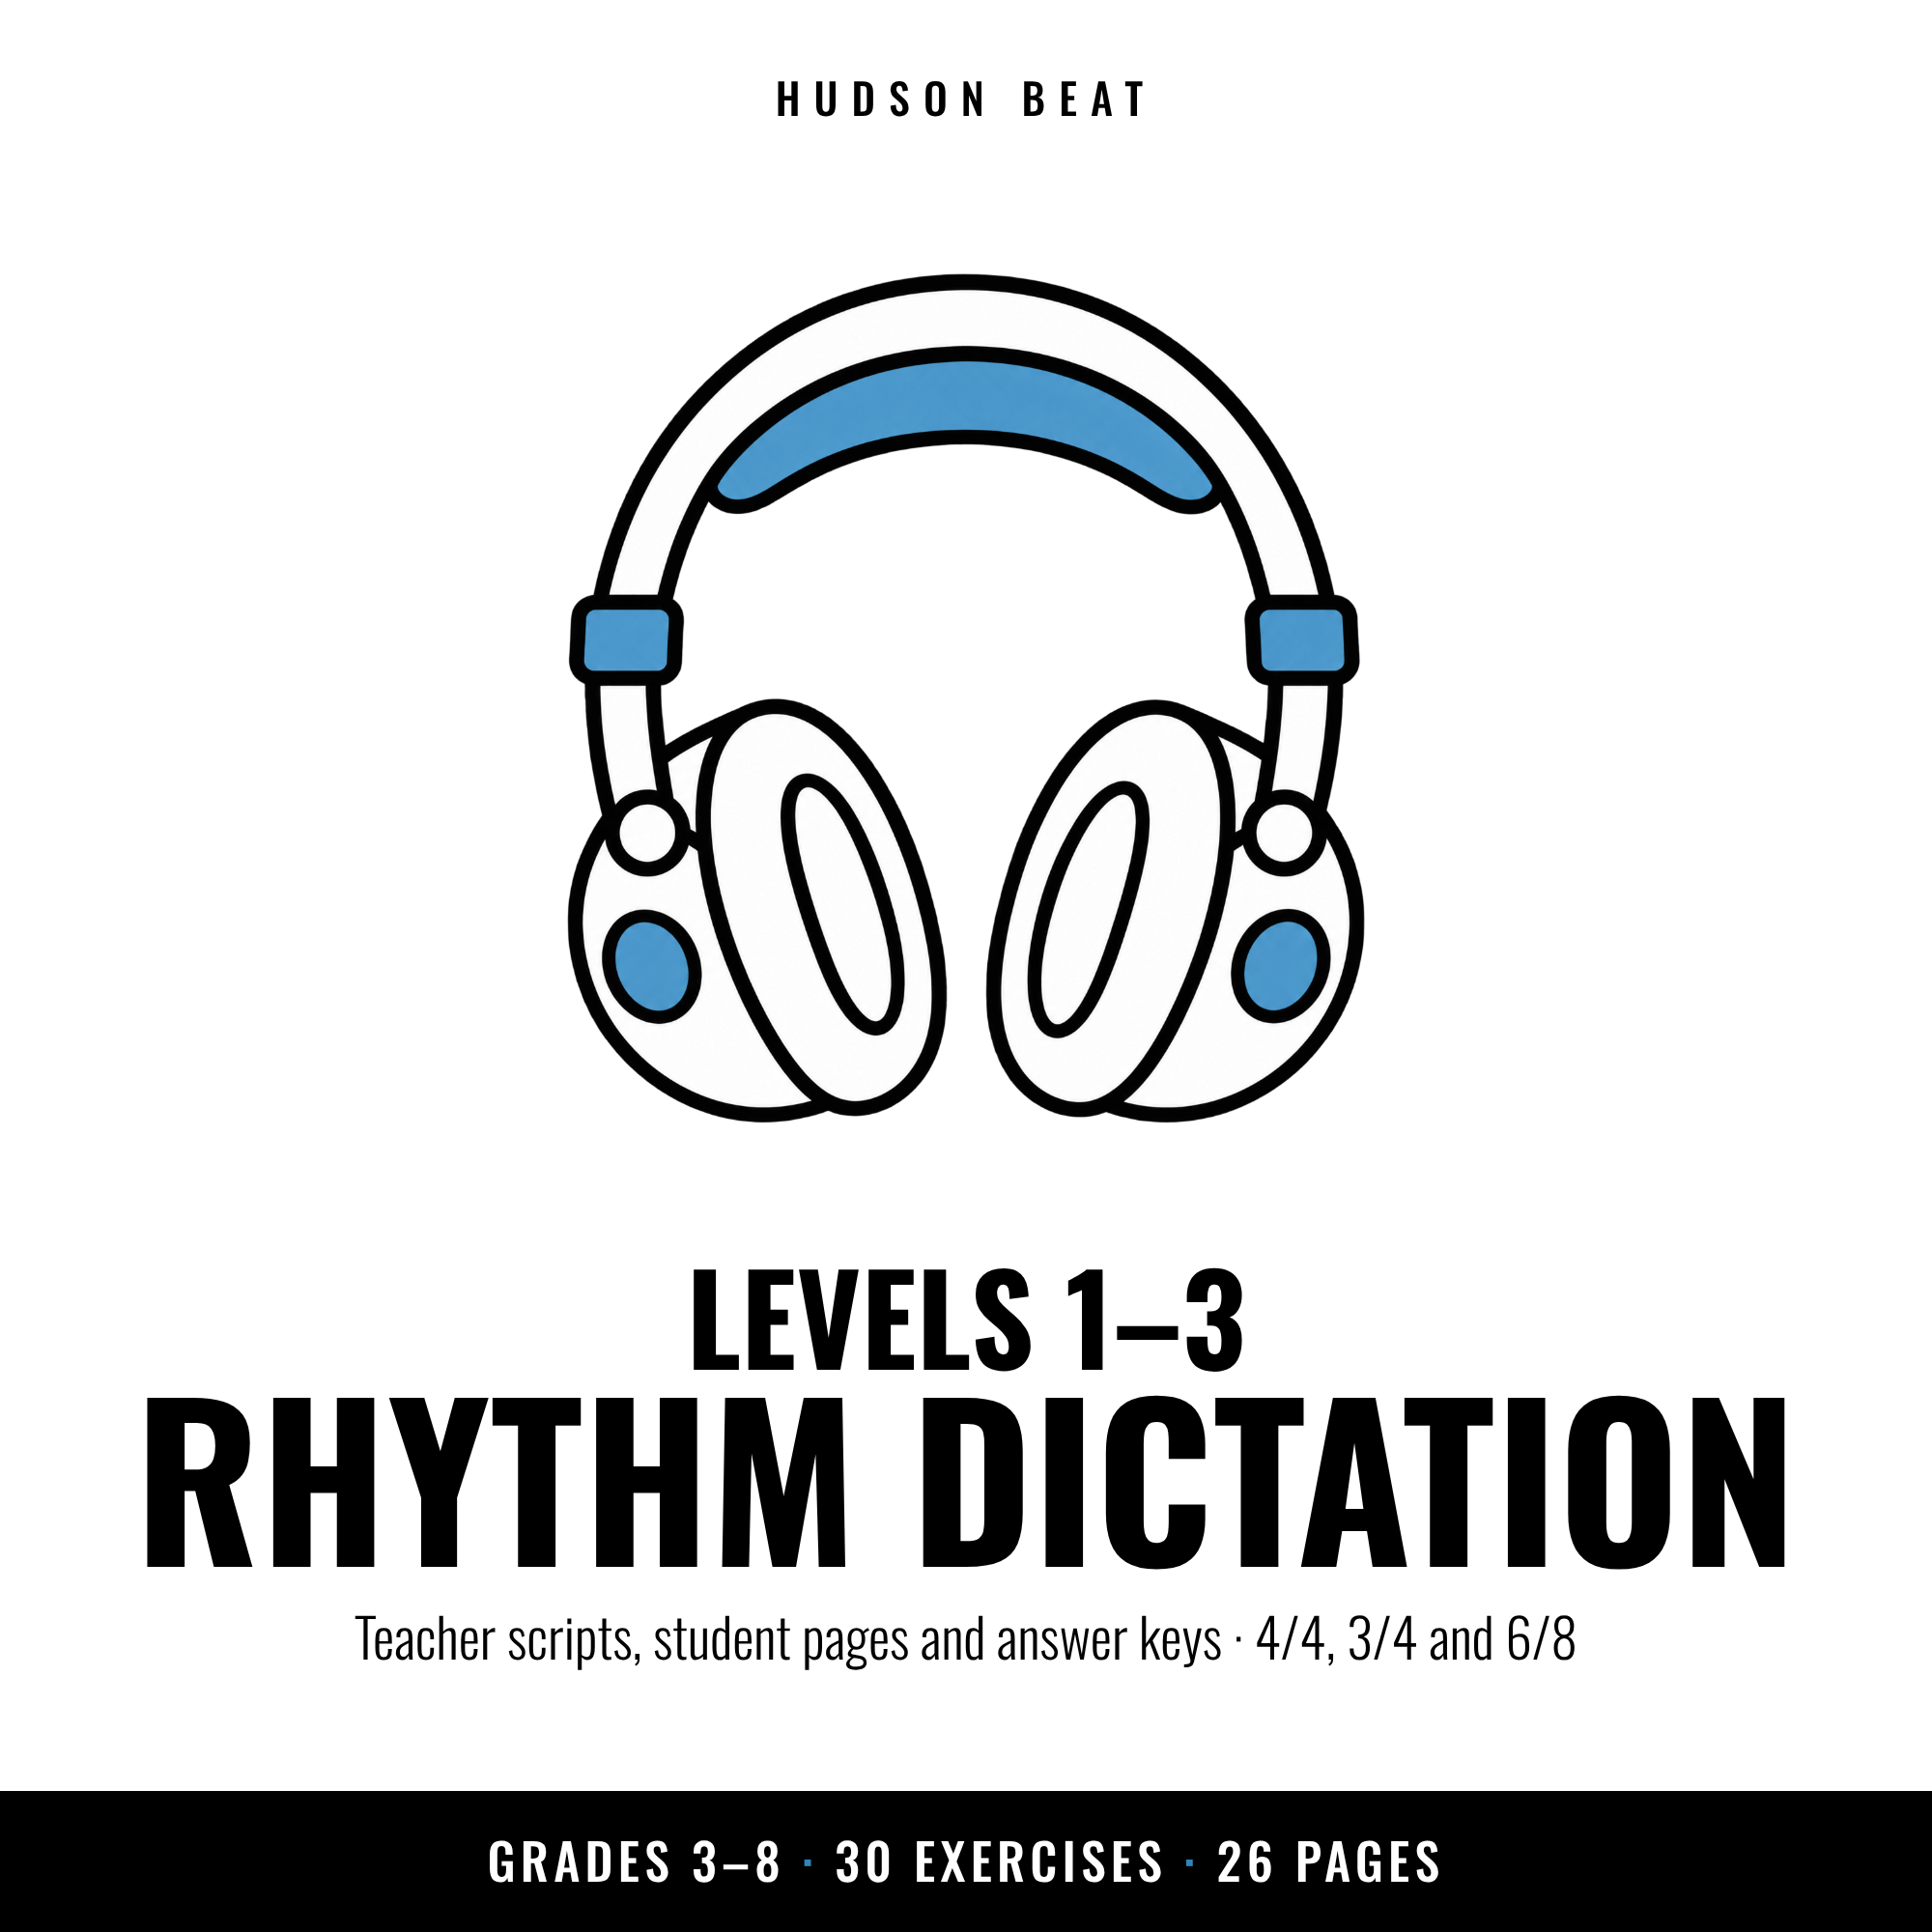 HUDSON BEAT
LEVELS 1–3
RHYTHM DICTATION
Teacher scripts, student pages and answer keys · 4/4, 3/4 and 6/8
GRADES 3–8 · 30 EXERCISES · 26 PAGES